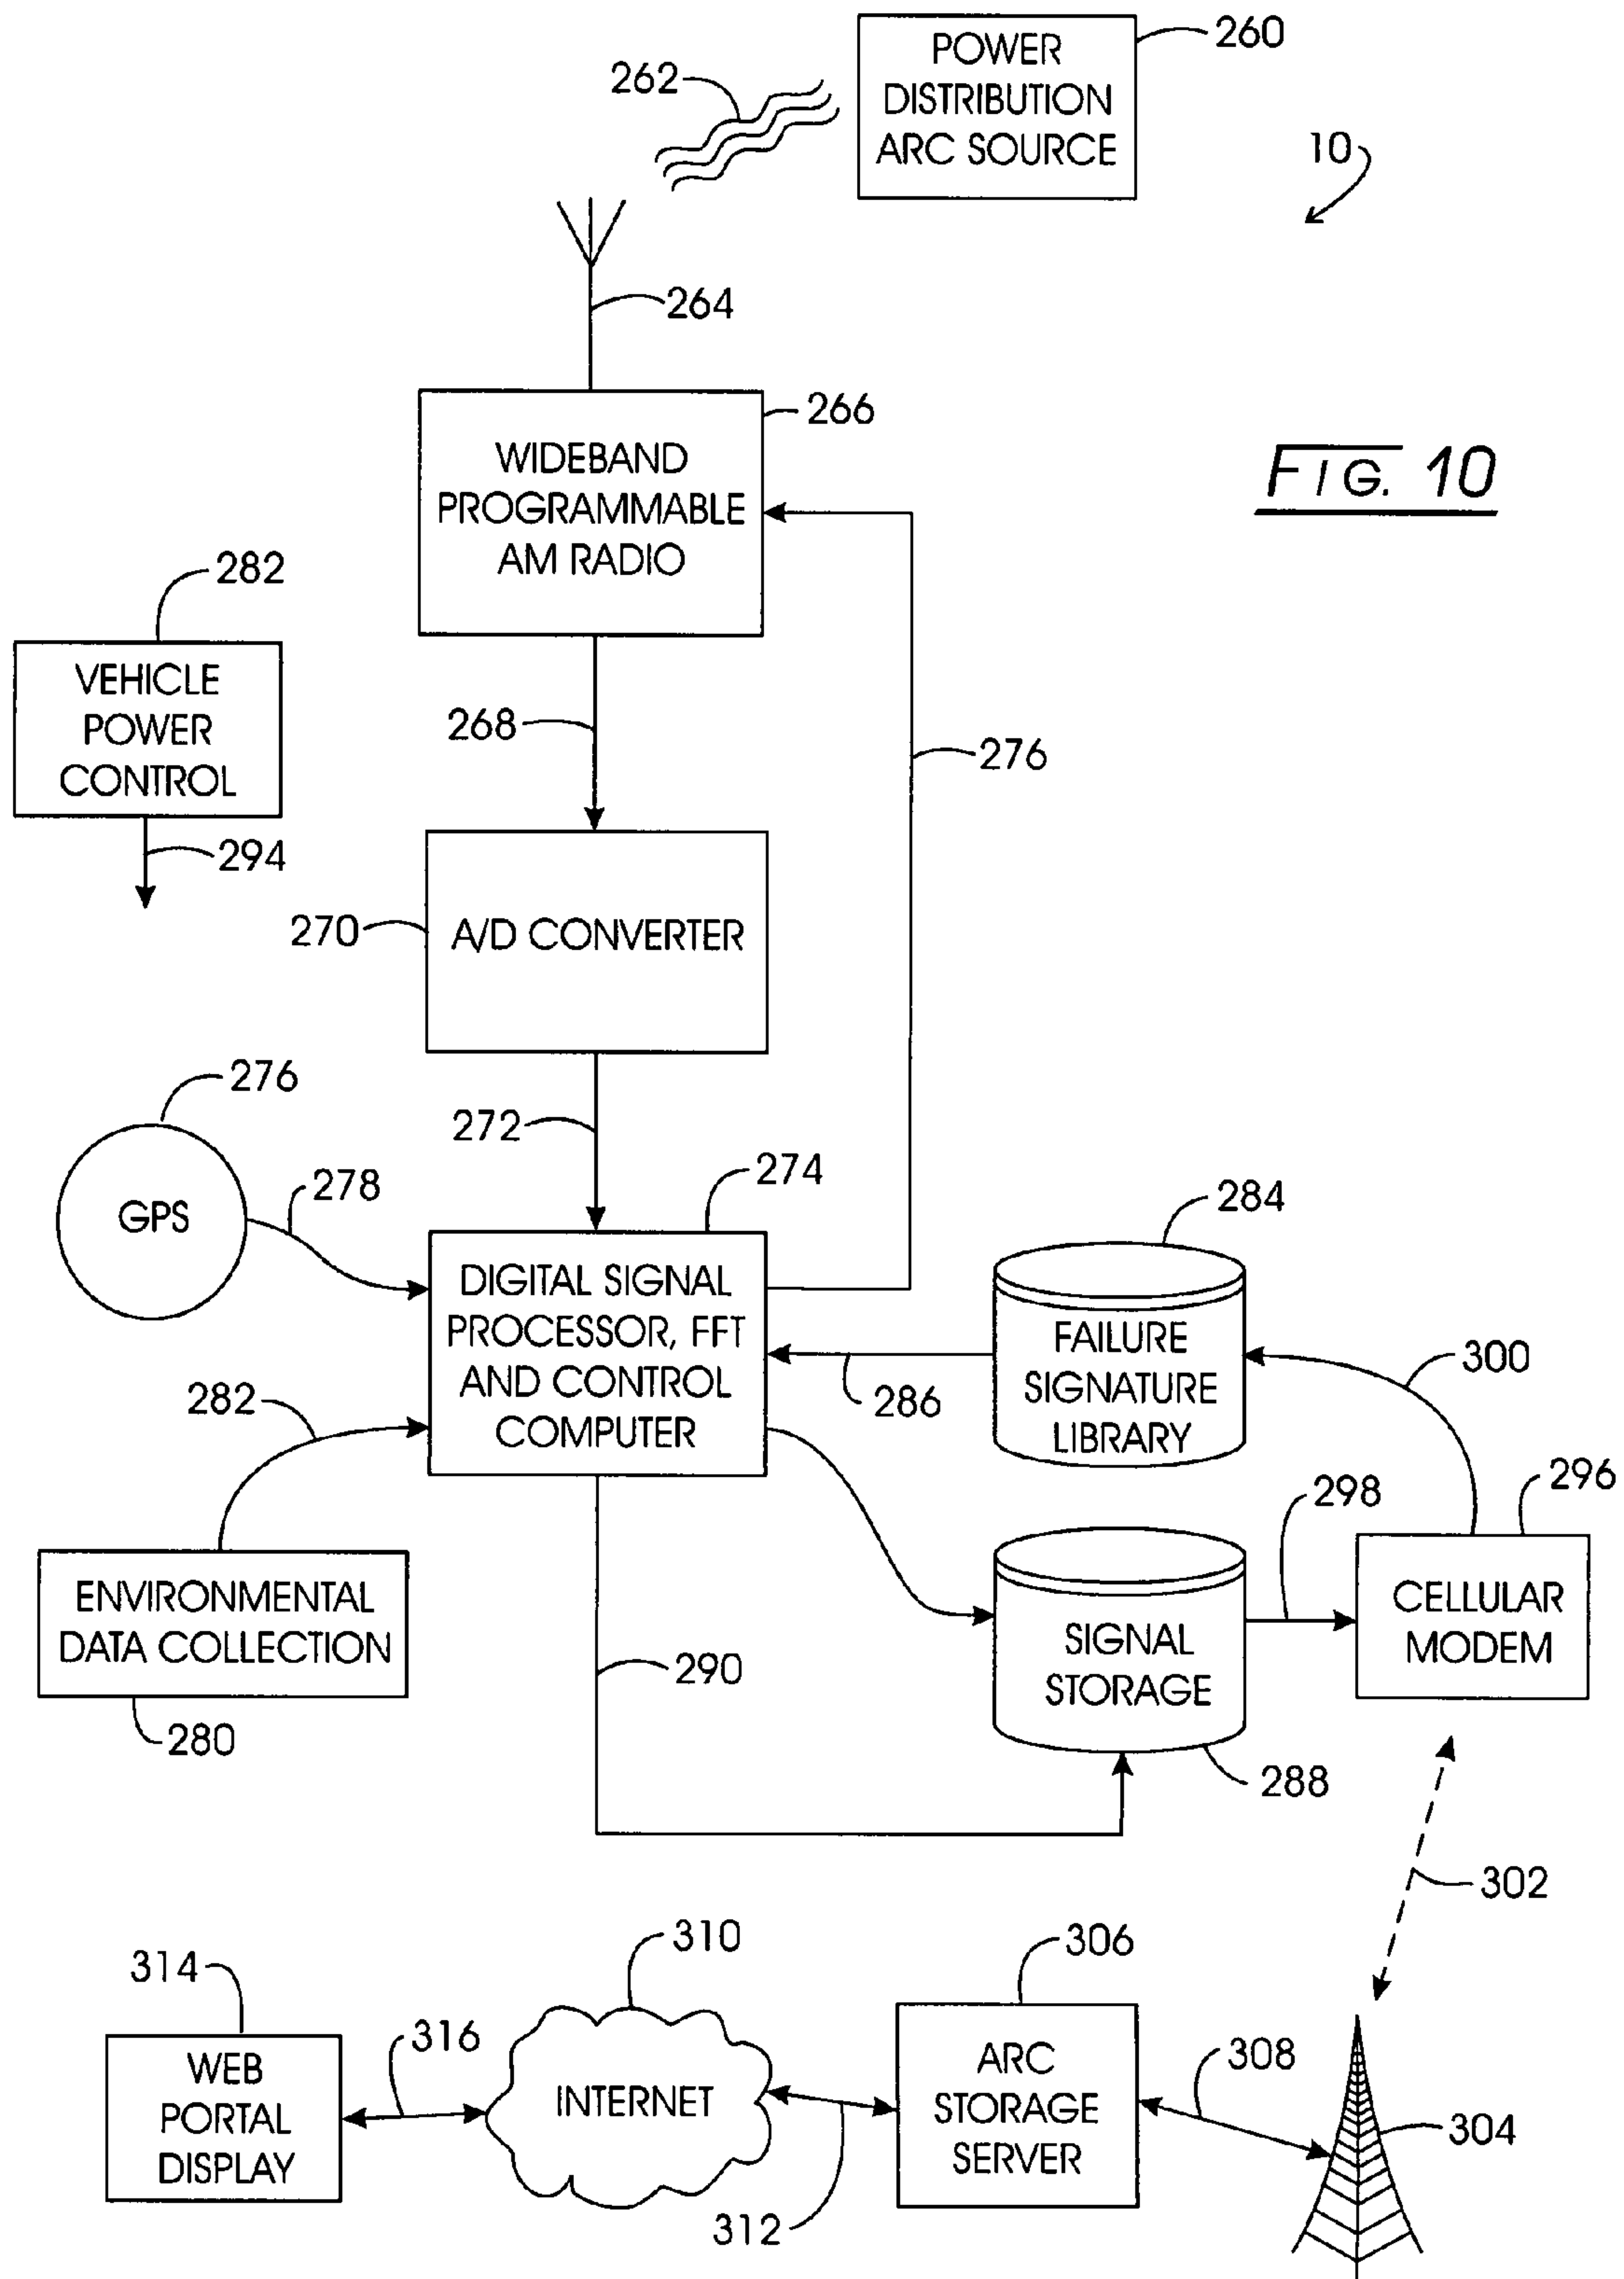 POWER
DISTRIBUTION
ARC SOURCE
260
262
10
264
266
WIDEBAND
PROGRAMMABLE
AM RADIO
FIG. 10
282
VEHICLE
POWER
CONTROL
268
276
294
270
A/D CONVERTER
276
272
274
GPS
278
284
DIGITAL SIGNAL
PROCESSOR, FFT
AND CONTROL
COMPUTER
FAILURE
SIGNATURE
LIBRARY
300
286
282
298
296
ENVIRONMENTAL
DATA COLLECTION
CELLULAR
MODEM
SIGNAL
STORAGE
290
280
288
302
310
306
314
316
308
WEB
PORTAL
DISPLAY
INTERNET
ARC
STORAGE
SERVER
304
312